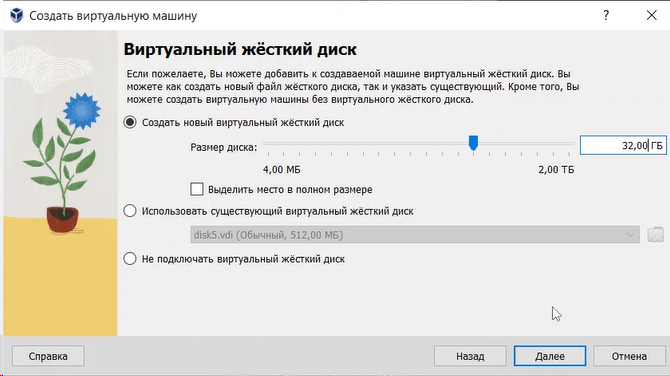 Создать виртуальную машину
?
Виртуальный жёсткий диск
Если пожелаете, Вы можете добавить к создаваемой машине виртуальный жёсткий диск. Вы
можете как создать новый файл жёсткого диска, так и указать существующий. Кроме того, Вы
можете создать виртуальную машины без виртуального жёсткого диска.
Создать новый виртуальный жёсткий диск
Размер диска:
32,00 ГБ
4,00 МБ
2,00 ТБ
Выделить место в полном размере
Использовать существующий виртуальный жёсткий диск
disk5.vdi (Обычный, 512,00 МБ)
Не подключать виртуальный жёсткий диск
Справка
Назад
Далее
Отмена